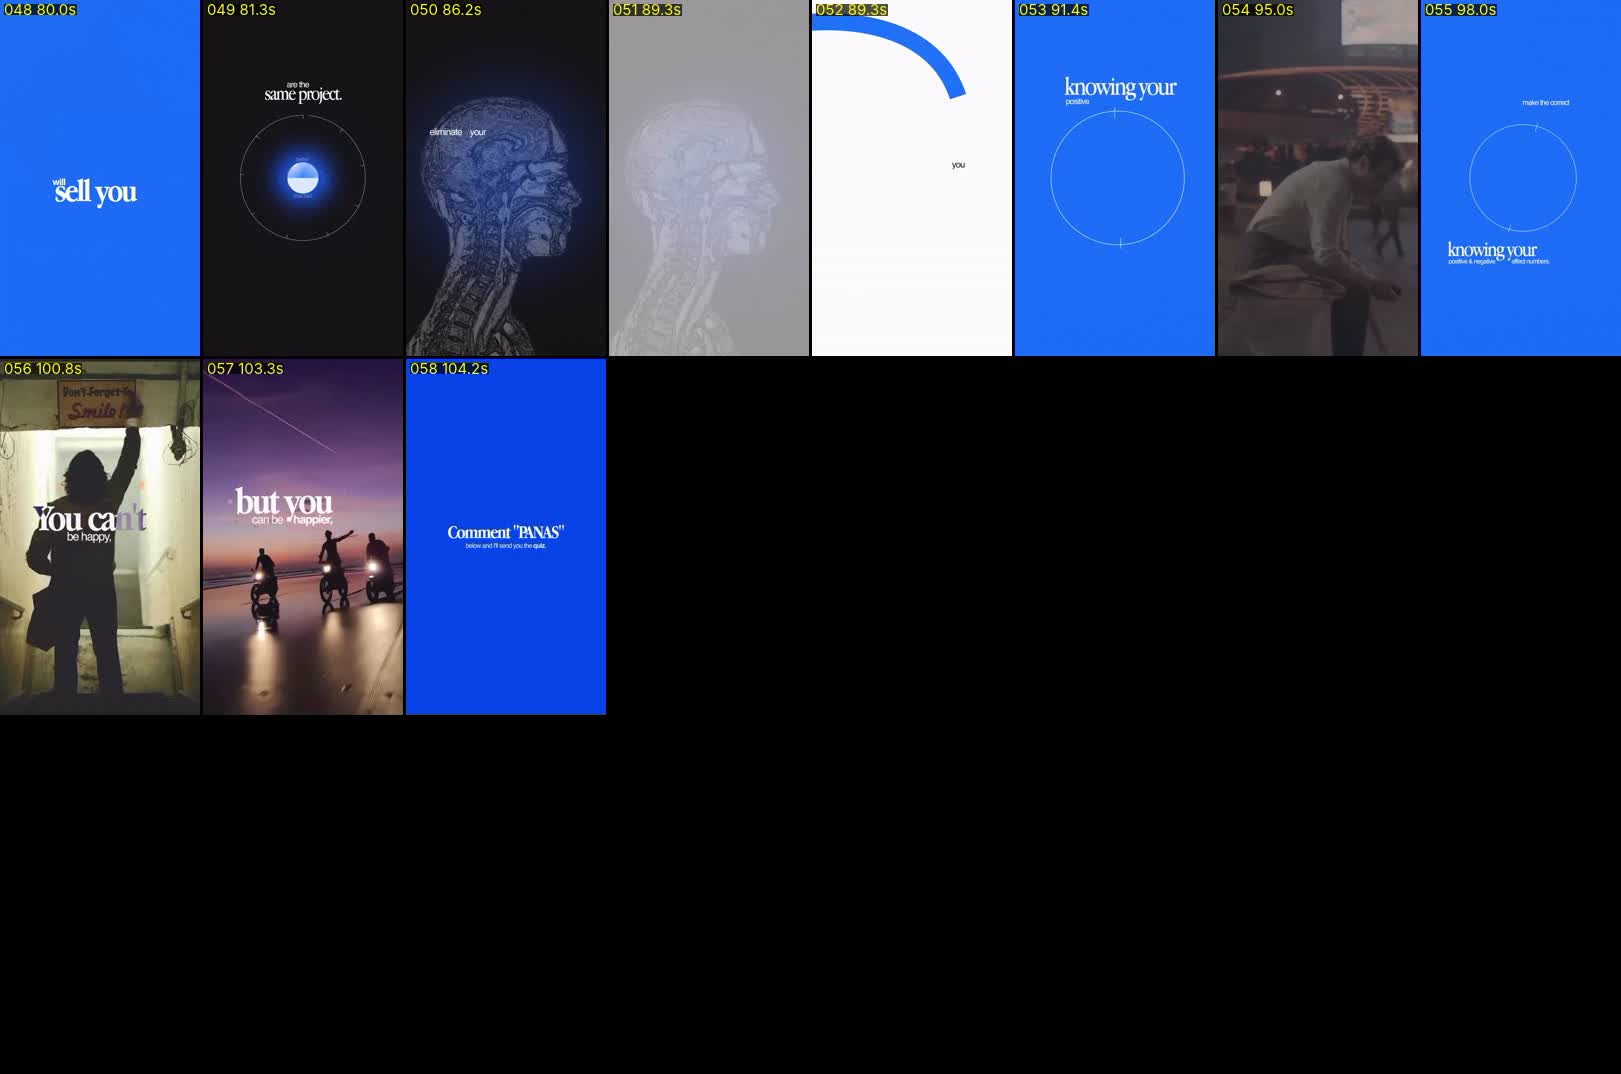 048 80.0s
will
sell you
049 81.3s
are the
same project.
050 86.2s
eliminate your
051 89.3s
052 89.3s
you
053 91.4s
knowing your
positive
054 95.0s
055 98.0s
make the correct
knowing your
positive & negative affect numbers.
056 100.8s
Don't Forget To
Smile!
You can't
be happy,
057 103.3s
but you
can be happier,
058 104.2s
Comment "PANAS"
below and I'll send you the quiz.